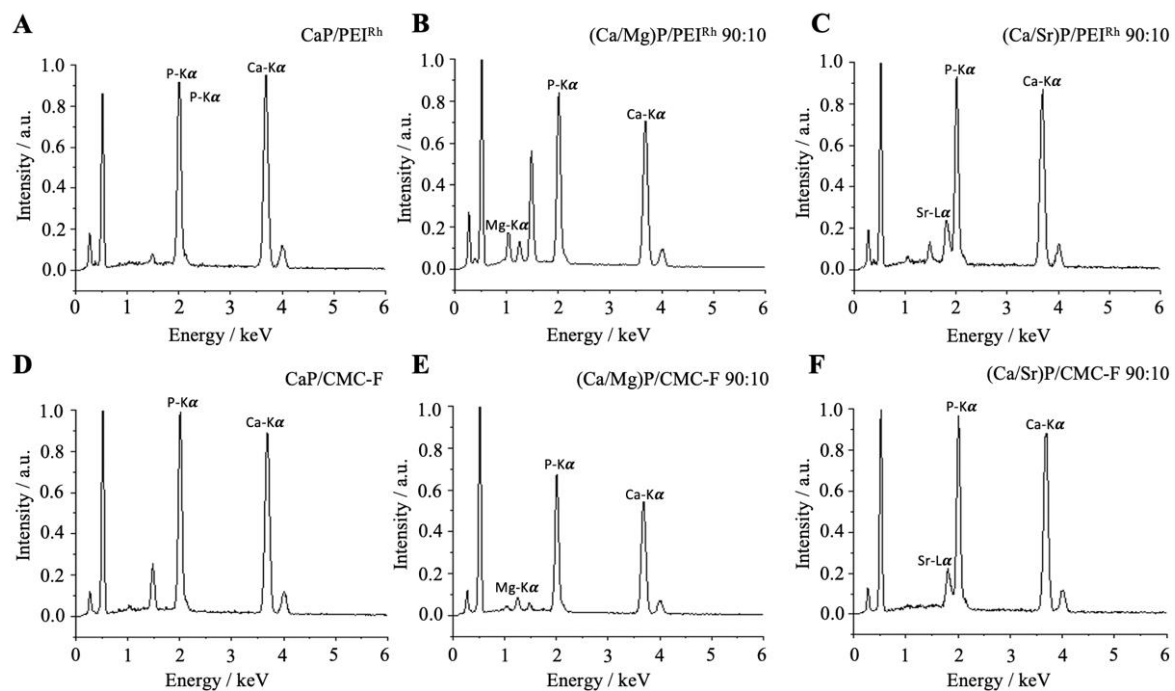 A
CaP/PEI^Rh
P-Kα
P-Kα
Ca-Kα
Intensity / a.u.
1.0
0.8
0.6
0.4
0.2
0.0
0 1 2 3 4 5 6
Energy / keV
B
(Ca/Mg)P/PEI^Rh 90:10
P-Kα
Ca-Kα
Mg-Kα
Intensity / a.u.
1.0
0.8
0.6
0.4
0.2
0.0
0 1 2 3 4 5 6
Energy / keV
C
(Ca/Sr)P/PEI^Rh 90:10
P-Kα
Ca-Kα
Sr-Lα
Intensity / a.u.
1.0
0.8
0.6
0.4
0.2
0.0
0 1 2 3 4 5 6
Energy / keV
D
CaP/CMC-F
P-Kα
Ca-Kα
Intensity / a.u.
1.0
0.8
0.6
0.4
0.2
0.0
0 1 2 3 4 5 6
Energy / keV
E
(Ca/Mg)P/CMC-F 90:10
P-Kα
Ca-Kα
Mg-Kα
Intensity / a.u.
1.0
0.8
0.6
0.4
0.2
0.0
0 1 2 3 4 5 6
Energy / keV
F
(Ca/Sr)P/CMC-F 90:10
P-Kα
Ca-Kα
Sr-Lα
Intensity / a.u.
1.0
0.8
0.6
0.4
0.2
0.0
0 1 2 3 4 5 6
Energy / keV